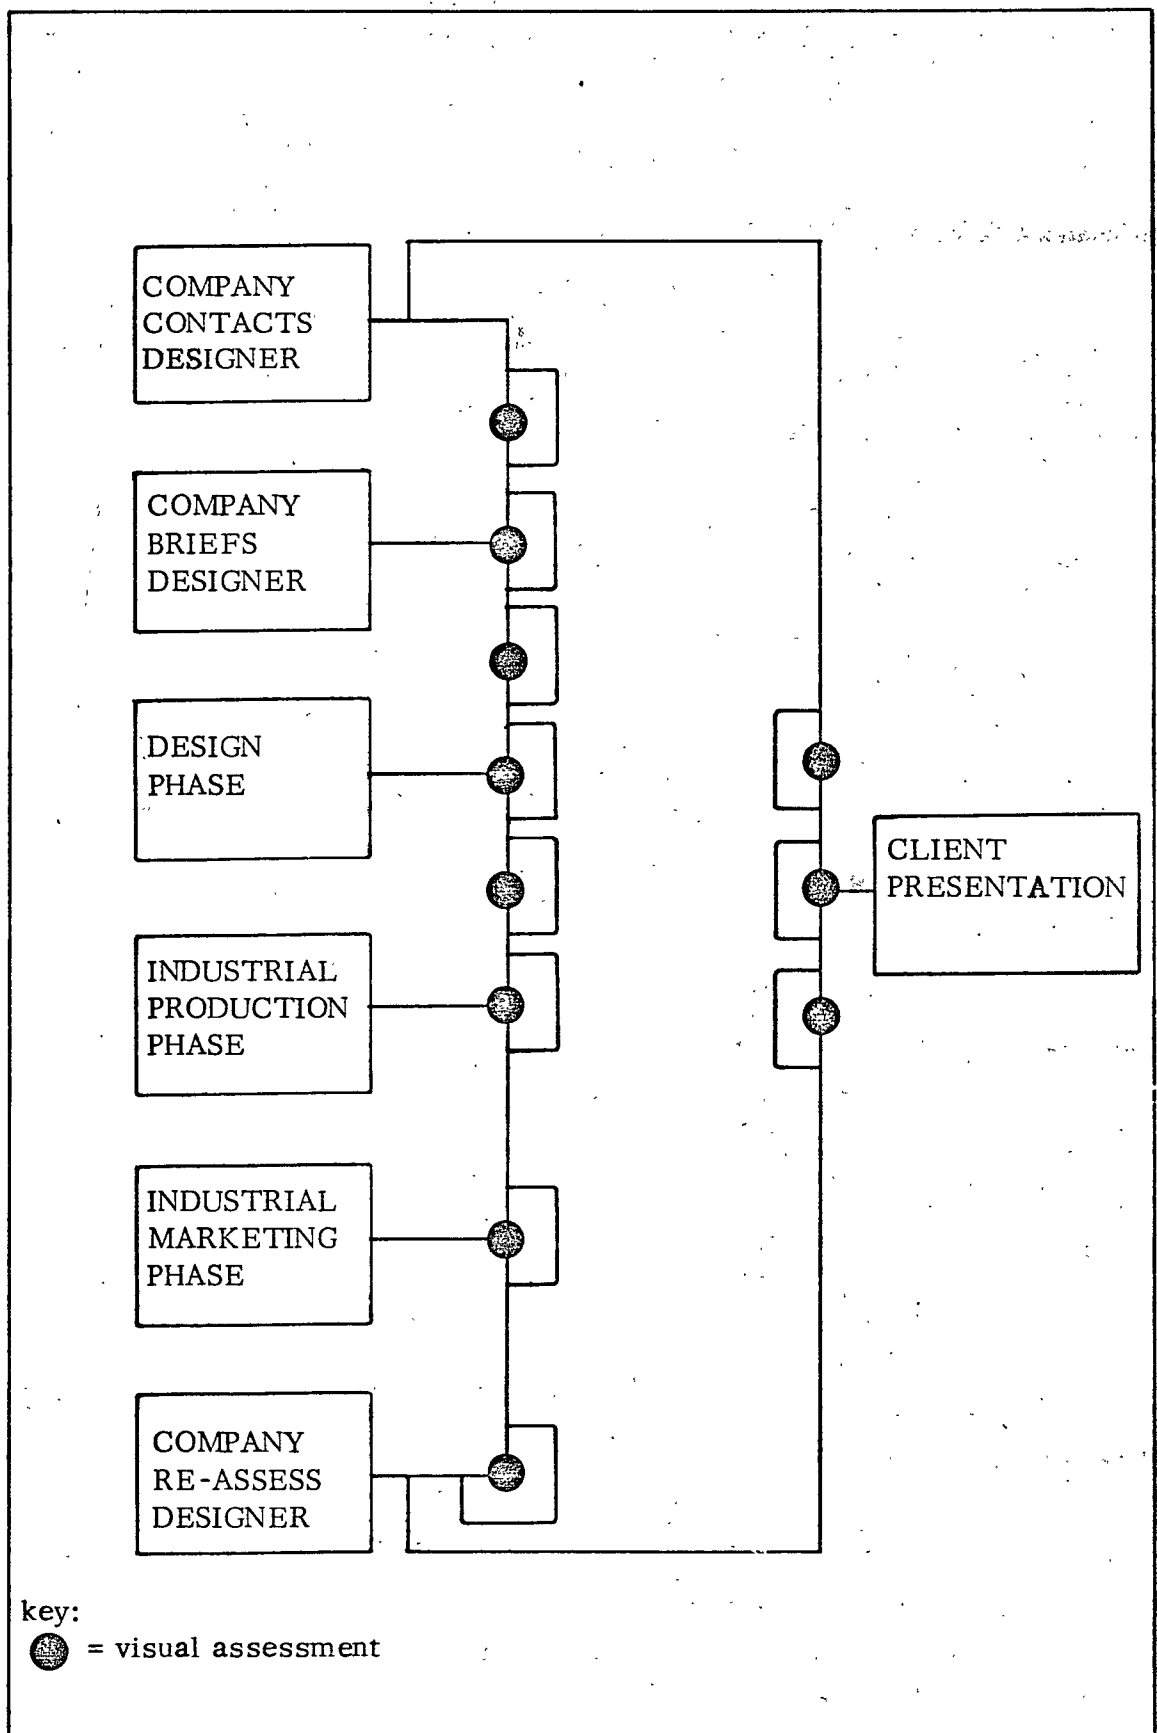 COMPANY
CONTACTS
DESIGNER
COMPANY
BRIEFS
DESIGNER
DESIGN
PHASE
CLIENT
PRESENTATION
INDUSTRIAL
PRODUCTION
PHASE
INDUSTRIAL
MARKETING
PHASE
COMPANY
RE-ASSESS
DESIGNER
key:
= visual assessment